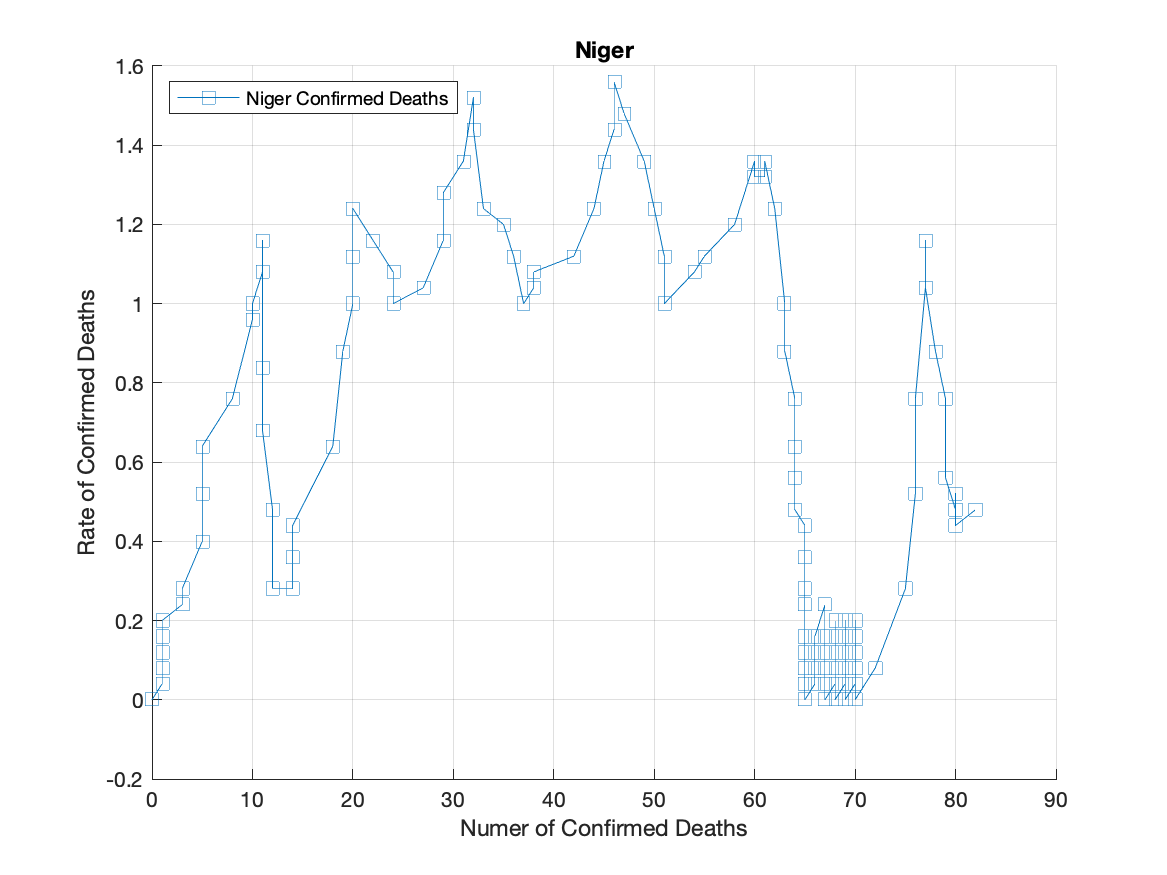 Niger
Niger Confirmed Deaths
Rate of Confirmed Deaths
1.6
1.4
1.2
1
0.8
0.6
0.4
0.2
0
-0.2
0 10 20 30 40 50 60 70 80 90
Numer of Confirmed Deaths